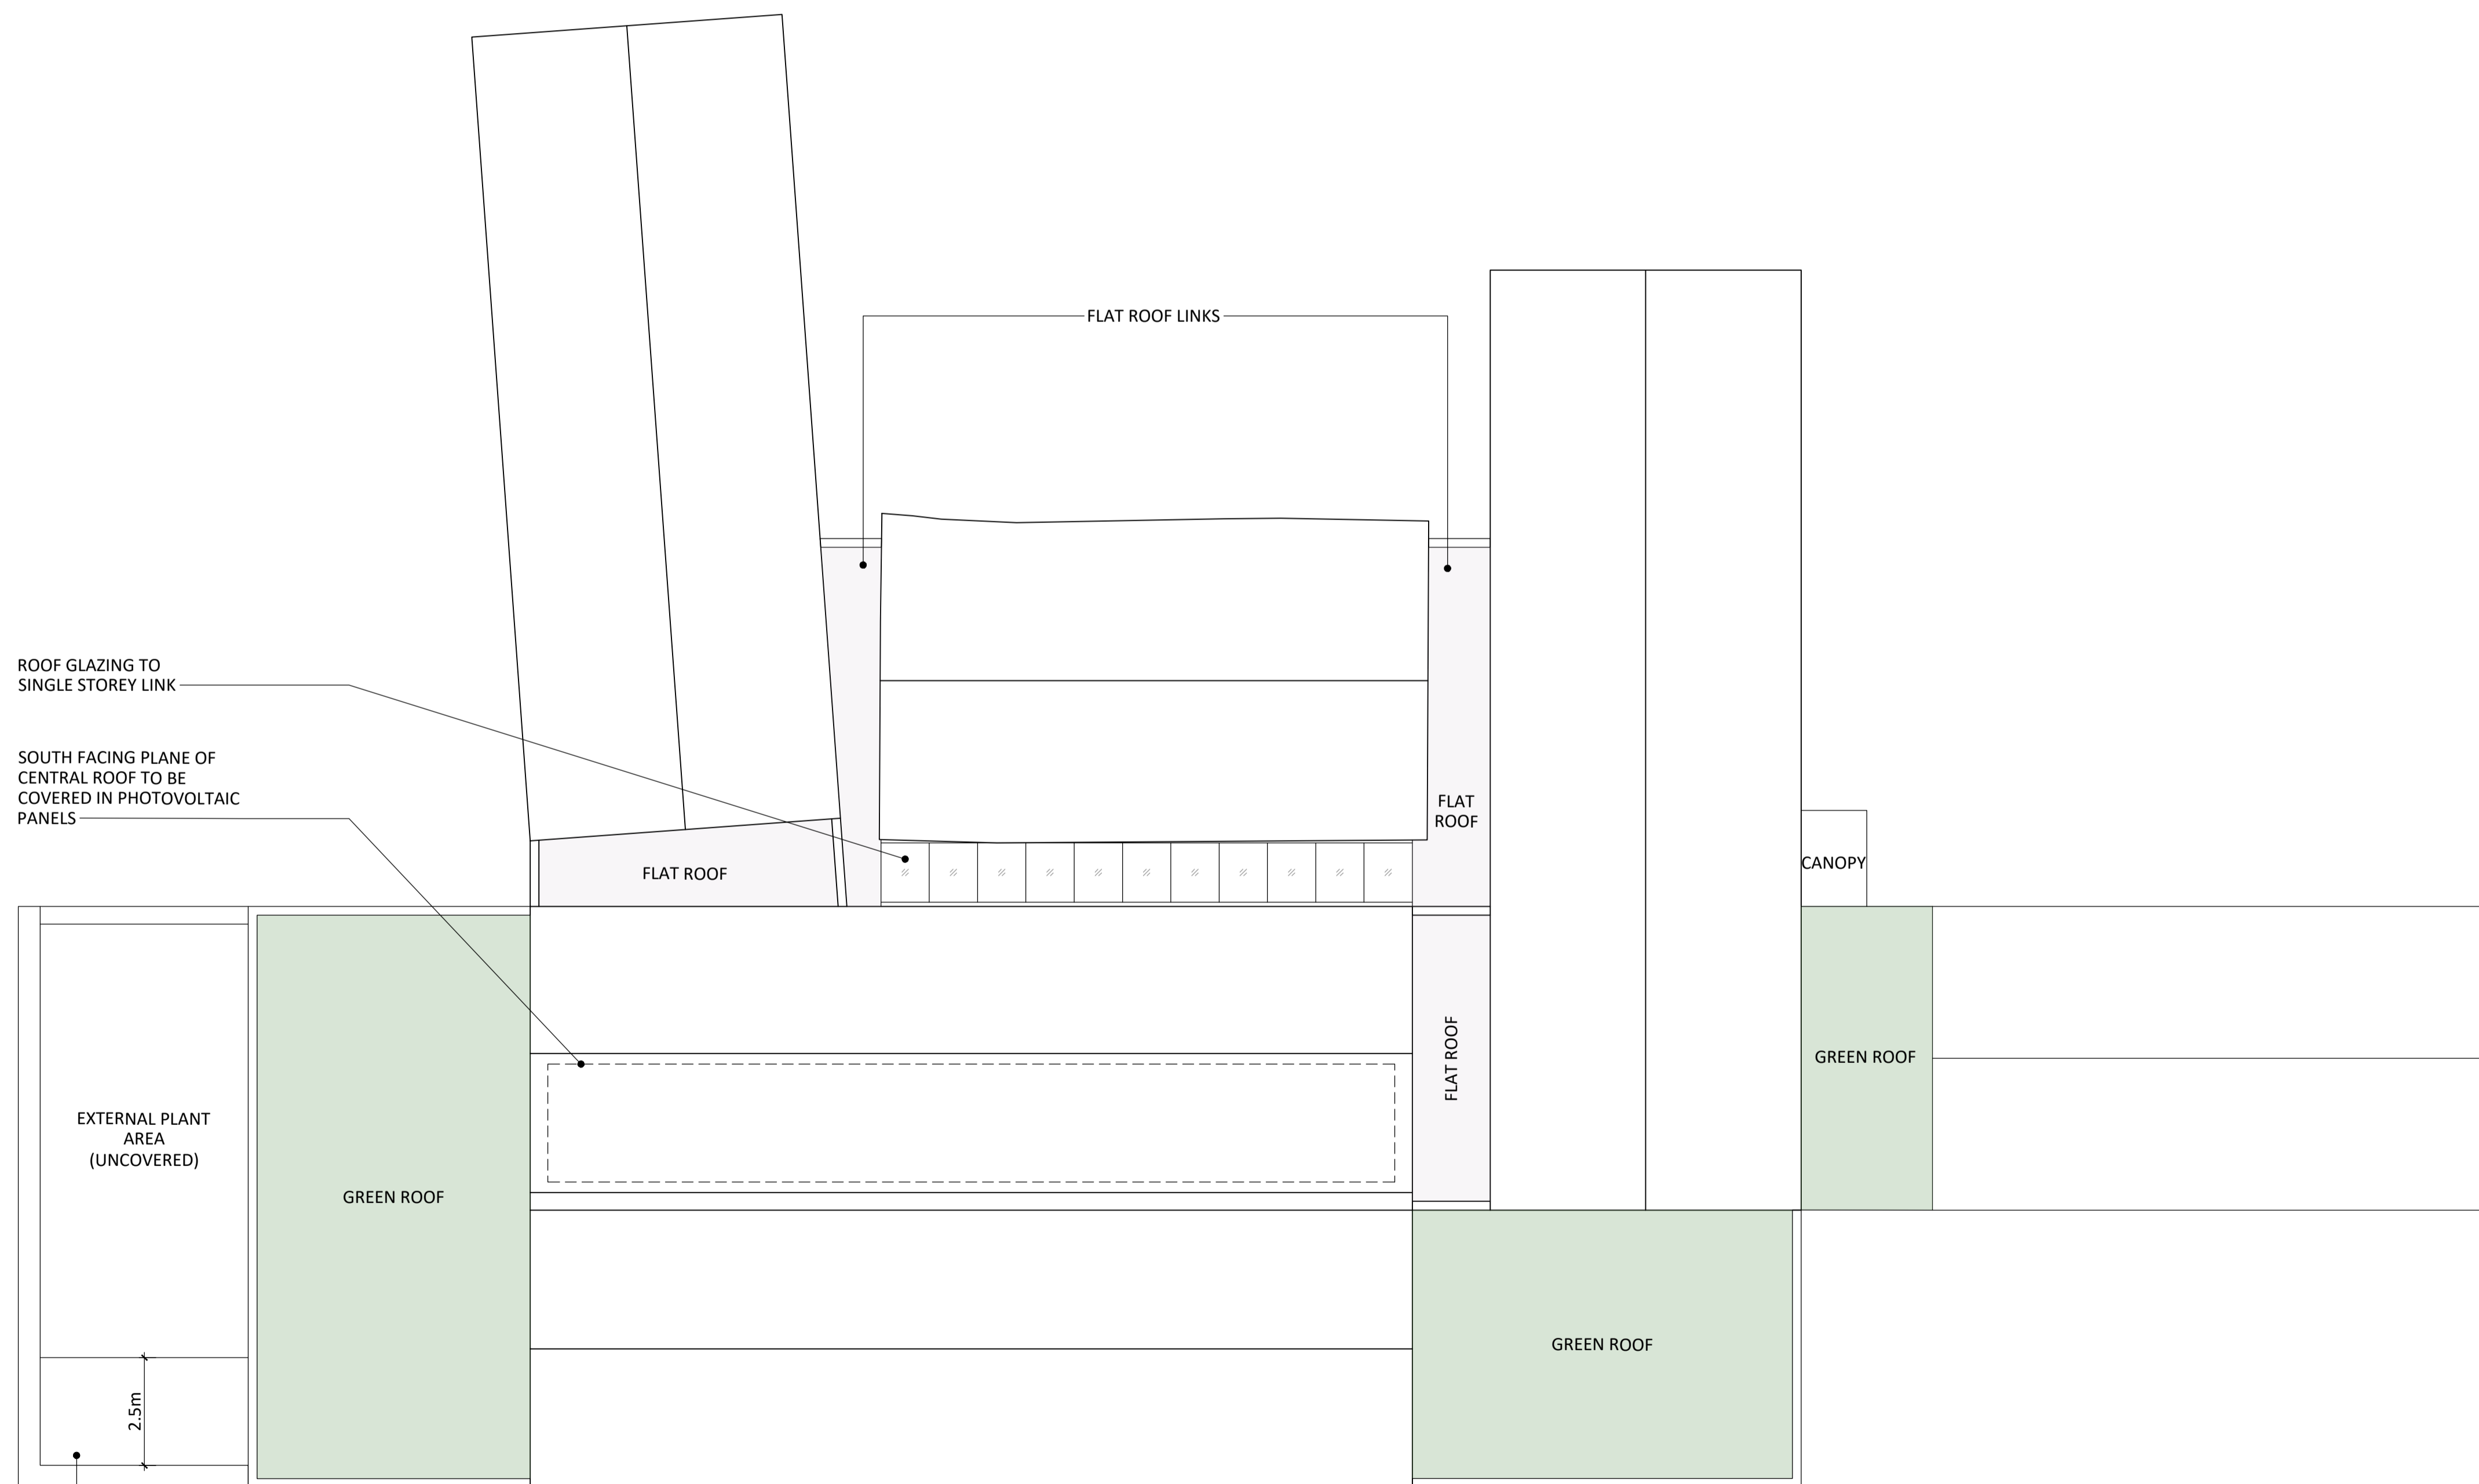 FLAT ROOF LINKS
ROOF GLAZING TO
SINGLE STOREY LINK
SOUTH FACING PLANE OF
CENTRAL ROOF TO BE
COVERED IN PHOTOVOLTAIC
PANELS
FLAT
ROOF
CANOPY
FLAT ROOF
FLAT ROOF
GREEN ROOF
EXTERNAL PLANT
AREA
(UNCOVERED)
GREEN ROOF
GREEN ROOF
2.5m